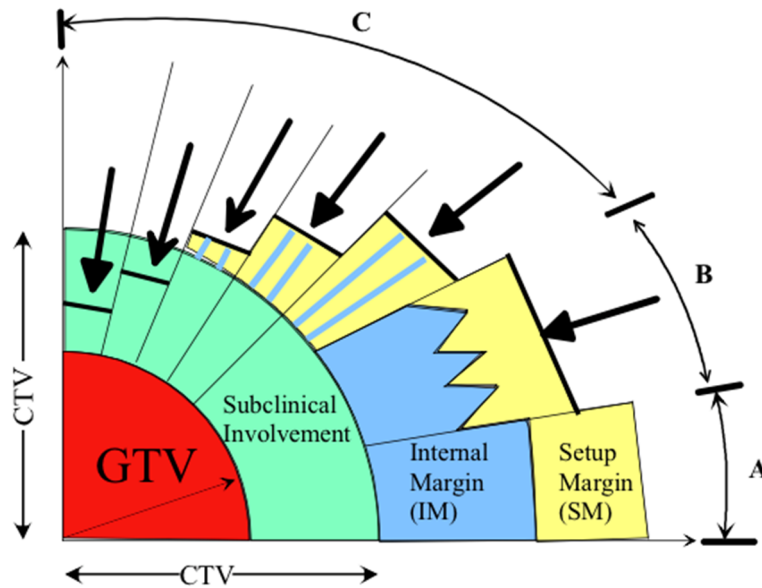 C
B
CTV
Subclinical
Involvement
GTV
Internal
Margin
(IM)
Setup
Margin
(SM)
A
CTV